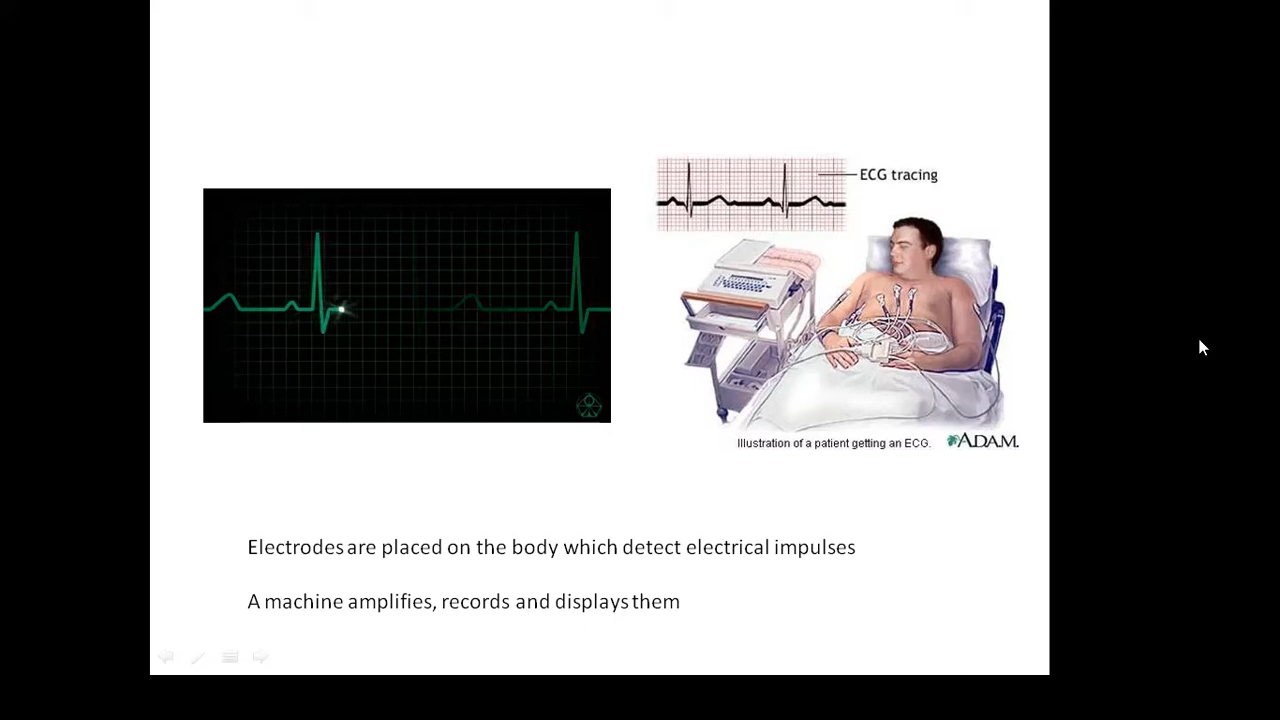 ECG tracing
Illustration of a patient getting an ECG.
A.D.A.M.
Electrodes are placed on the body which detect electrical impulses
A machine amplifies, records and displays them